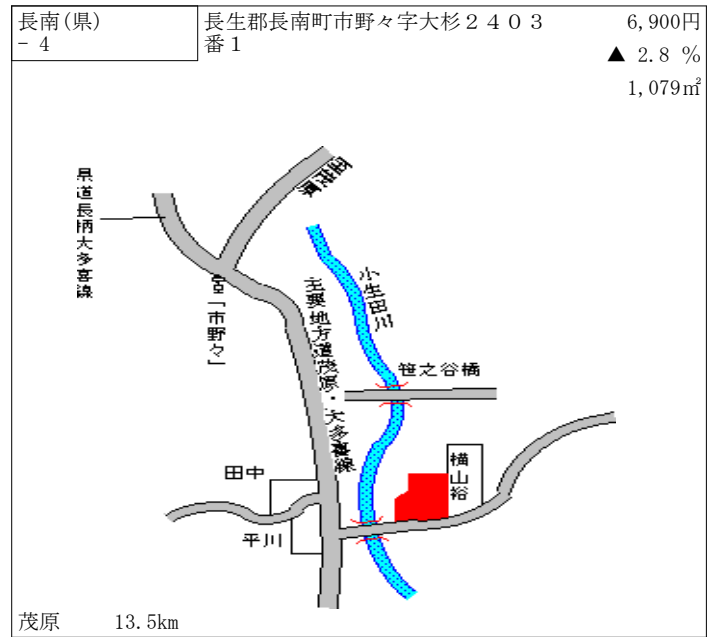 長南(県)
- 4
長生郡長南町市野々字大杉２４０３
番１
6,900円
▲ 2.8 %
1,079㎡
県道長柄大多喜線
「市野々」
小生田川
主要地方道茂原・大多喜線
笹之谷橋
横山裕
田中
平川
茂原 13.5km